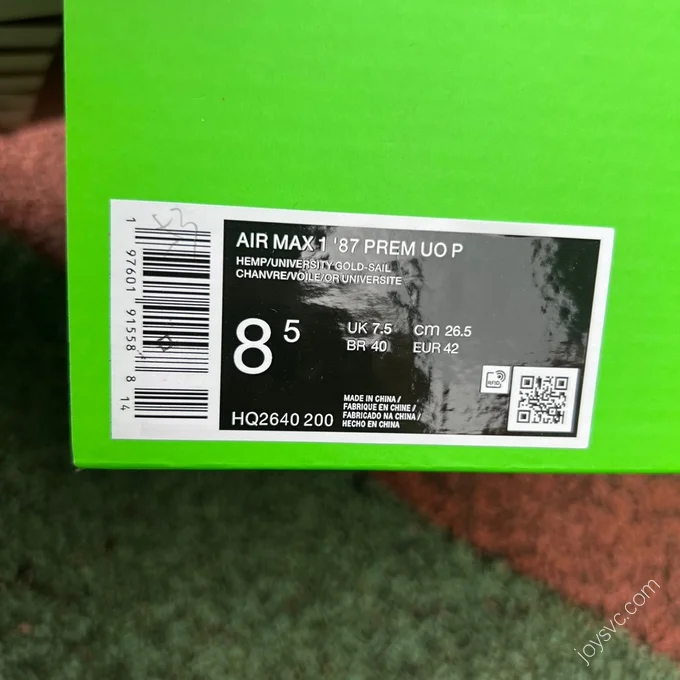 AIR MAX 1 '87 PREM UO P
HEMP/UNIVERSITY GOLD-SAIL
CHANVRE/VOILE/OR UNIVERSITE
8 5
UK 7.5 cm 26.5
BR 40 EUR 42
RFID
MADE IN CHINA /
FABRIQUE EN CHINE /
FABRICADO NA CHINA /
HECHO EN CHINA
HQ2640 200
1 97601 91558 8 14
joysvc.com